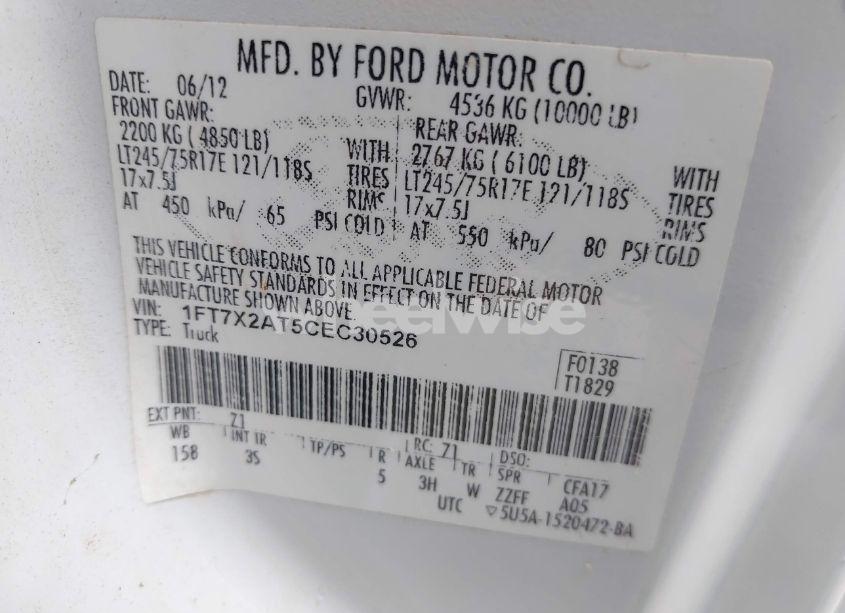 MFD. BY FORD MOTOR CO.
DATE: 06/12 GVWR: 4536 KG (10000 LB)
FRONT GAWR: REAR GAWR:
2200 KG ( 4850 LB) WITH 2767 KG ( 6100 LB) WITH
LT245/75R17E 121/118S TIRES LT245/75R17E 121/118S TIRES
17x7.5J RIMS 17x7.5J RIMS
AT 450 kPa/ 65 PSI COLD AT 550 kPa/ 80 PSI COLD
THIS VEHICLE CONFORMS TO ALL APPLICABLE FEDERAL MOTOR
VEHICLE SAFETY STANDARDS IN EFFECT ON THE DATE OF
MANUFACTURE SHOWN ABOVE.
VIN: 1FT7X2AT5CEC30526
TYPE: Truck
F0138
T1829
EXT PNT: Z1 RC: 71 DSO:
WB INT TR TP/PS R AXLE TR SPR CFA17
158 3S 5 3H W ZZFF A05
UTC ▽5U5A-1520472-BA
wheelwise